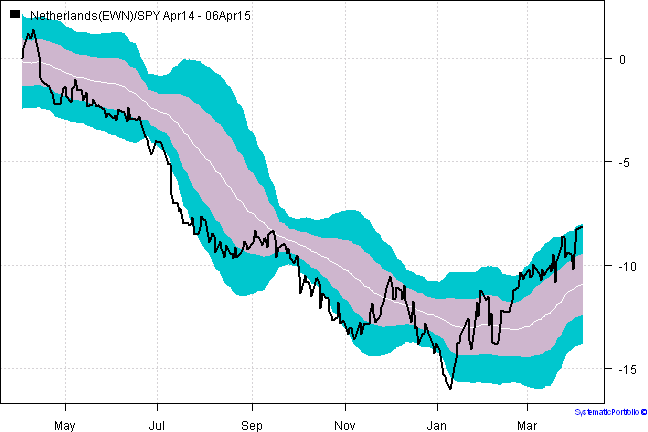 Netherlands(EWN)/SPY Apr14 - 06Apr15
0
-5
-10
-15
May Jul Sep Nov Jan Mar
SystematicPortfolio ©